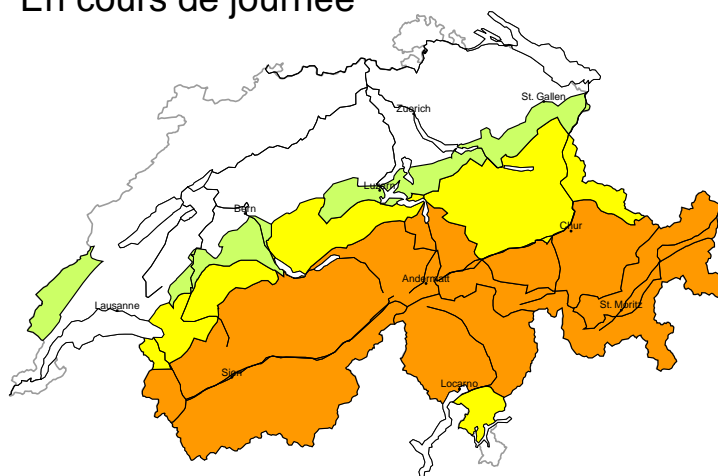 En cours de journée
St. Gallen
Zuerich
Luzern
Bern
Chur
Andermatt
Lausanne
St. Moritz
Sion
Locarno